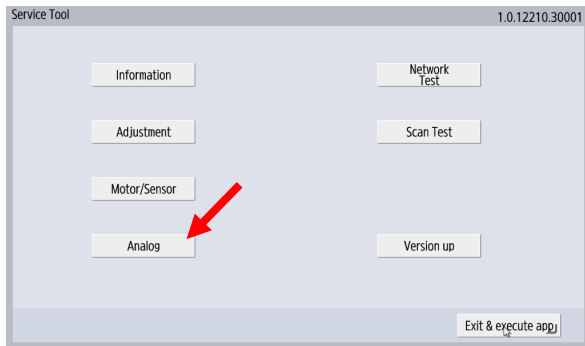 Service Tool 1.0.12210.30001
Information
Network
Test
Adjustment
Scan Test
Motor/Sensor
Analog
Version up
Exit & execute app